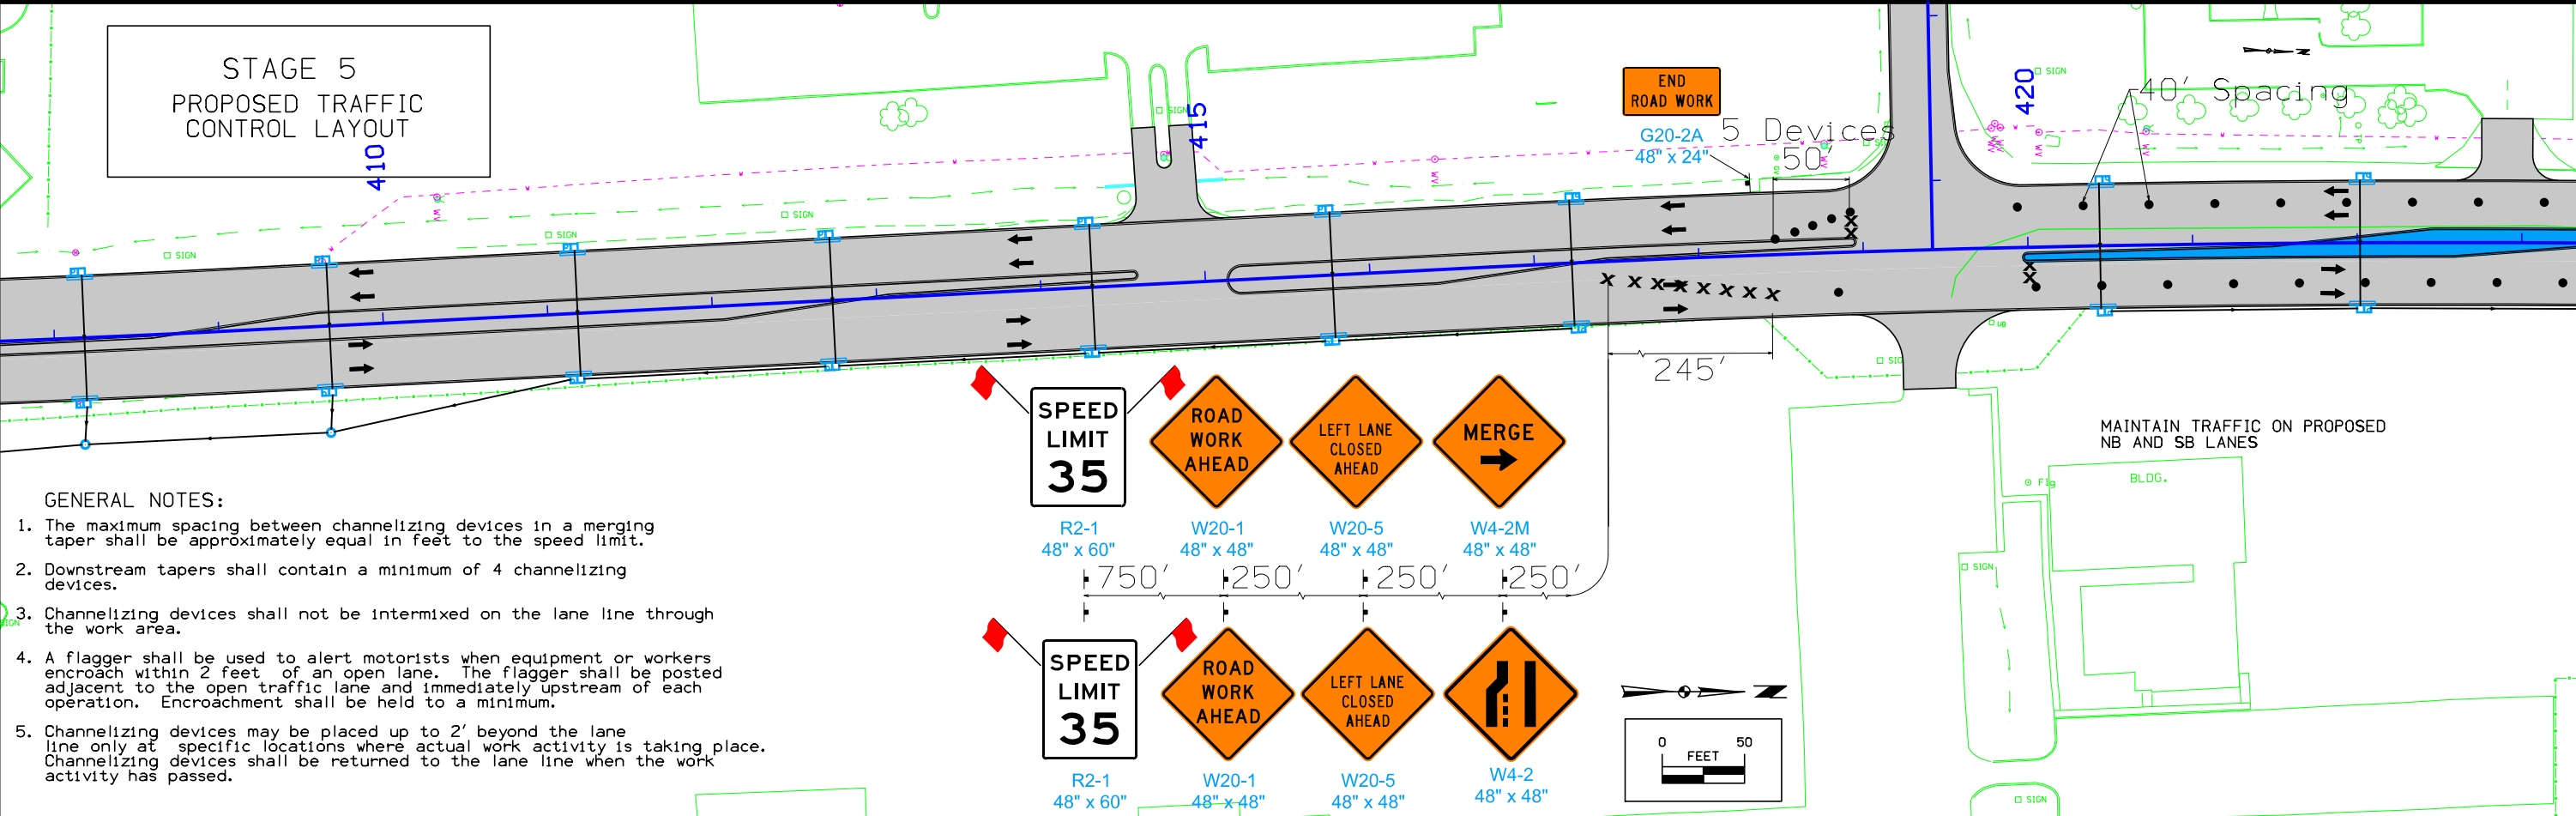 STAGE 5
PROPOSED TRAFFIC
CONTROL LAYOUT
410
415
420
SIGN
SIGN
SIGN
SIGN
SIGN
END
ROAD WORK
G20-2A
48" x 24"
5 Devices
50'
40' Spacing
N
WV
WV
WV
WV
WV
WV
245'
SPEED
LIMIT
35
ROAD
WORK
AHEAD
LEFT LANE
CLOSED
AHEAD
MERGE
R2-1
48" x 60"
W20-1
48" x 48"
W20-5
48" x 48"
W4-2M
48" x 48"
750'
250'
250'
250'
SPEED
LIMIT
35
ROAD
WORK
AHEAD
LEFT LANE
CLOSED
AHEAD
R2-1
48" x 60"
W20-1
48" x 48"
W20-5
48" x 48"
W4-2
48" x 48"
N
0 50
FEET
MAINTAIN TRAFFIC ON PROPOSED
NB AND SB LANES
BLDG.
SIGN
SIGN
GENERAL NOTES:
1. The maximum spacing between channelizing devices in a merging
taper shall be approximately equal in feet to the speed limit.
2. Downstream tapers shall contain a minimum of 4 channelizing
devices.
3. Channelizing devices shall not be intermixed on the lane line through
the work area.
4. A flagger shall be used to alert motorists when equipment or workers
encroach within 2 feet of an open lane. The flagger shall be posted
adjacent to the open traffic lane and immediately upstream of each
operation. Encroachment shall be held to a minimum.
5. Channelizing devices may be placed up to 2' beyond the lane
line only at specific locations where actual work activity is taking place.
Channelizing devices shall be returned to the lane line when the work
activity has passed.